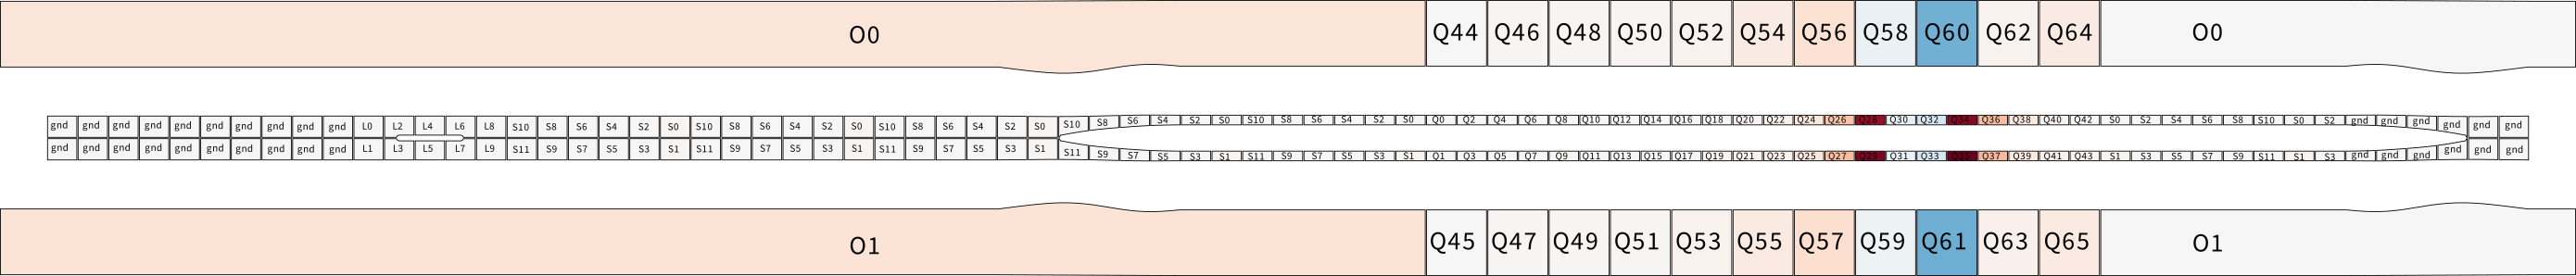 O0 Q44 Q46 Q48 Q50 Q52 Q54 Q56 Q58 Q60 Q62 Q64 O0
gnd gnd gnd gnd gnd gnd gnd gnd gnd gnd L0 L2 L4 L6 L8 S10 S8 S6 S4 S2 S0 S10 S8 S6 S4 S2 S0 S10 S8 S6 S4 S2 S0 S10 S8 S6 S4 S2 S0 S10 S8 S6 S4 S2 S0 Q0 Q2 Q4 Q6 Q8 Q10 Q12 Q14 Q16 Q18 Q20 Q22 Q24 Q26 Q28 Q30 Q32 Q34 Q36 Q38 Q40 Q42 S0 S2 S4 S6 S8 S10 S0 S2 gnd gnd gnd gnd gnd gnd
gnd gnd gnd gnd gnd gnd gnd gnd gnd gnd L1 L3 L5 L7 L9 S11 S9 S7 S5 S3 S1 S11 S9 S7 S5 S3 S1 S11 S9 S7 S5 S3 S1 S11 S9 S7 S5 S3 S1 S11 S9 S7 S5 S3 S1 Q1 Q3 Q5 Q7 Q9 Q11 Q13 Q15 Q17 Q19 Q21 Q23 Q25 Q27 Q29 Q31 Q33 Q35 Q37 Q39 Q41 Q43 S1 S3 S5 S7 S9 S11 S1 S3 gnd gnd gnd gnd gnd gnd
O1 Q45 Q47 Q49 Q51 Q53 Q55 Q57 Q59 Q61 Q63 Q65 O1